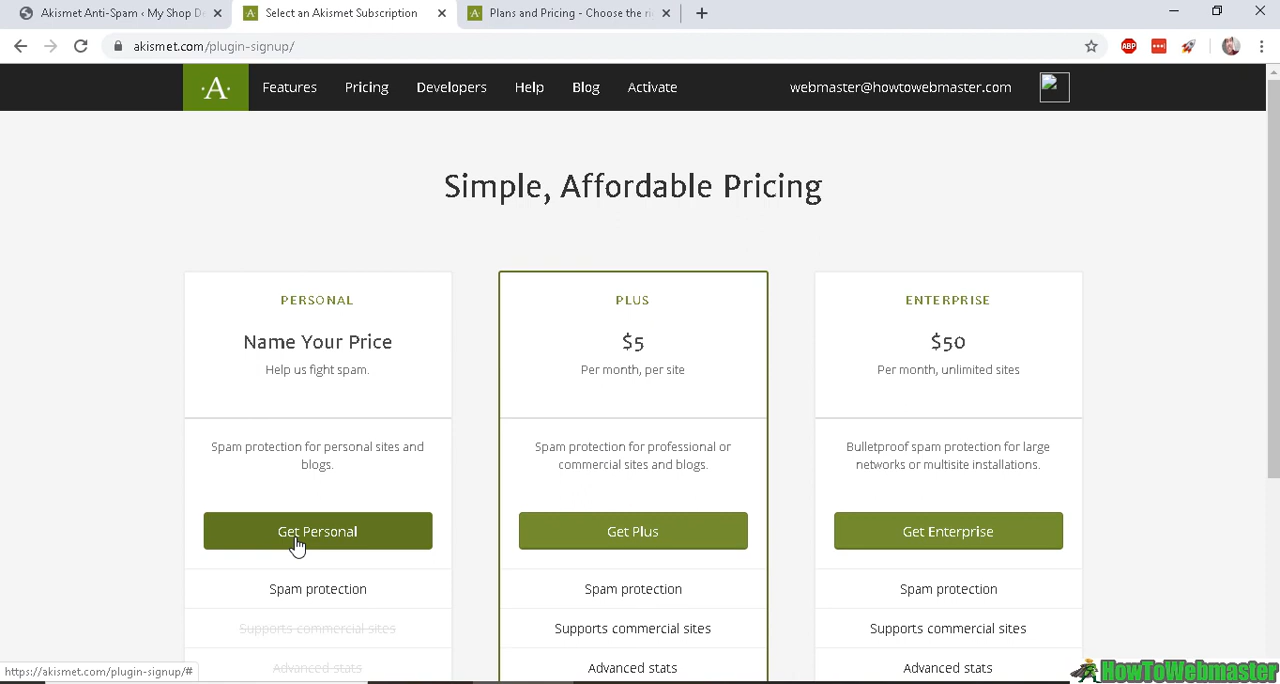 Akismet Anti-Spam ‹ My Shop De
Select an Akismet Subscription
Plans and Pricing - Choose the ri
akismet.com/plugin-signup/
ABP
·A·
Features
Pricing
Developers
Help
Blog
Activate
webmaster@howtowebmaster.com
Simple, Affordable Pricing
PERSONAL
Name Your Price
Help us fight spam.
Spam protection for personal sites and
blogs.
Get Personal
Spam protection
Supports commercial sites
Advanced stats
PLUS
$5
Per month, per site
Spam protection for professional or
commercial sites and blogs.
Get Plus
Spam protection
Supports commercial sites
Advanced stats
ENTERPRISE
$50
Per month, unlimited sites
Bulletproof spam protection for large
networks or multisite installations.
Get Enterprise
Spam protection
Supports commercial sites
Advanced stats
https://akismet.com/plugin-signup/#
HowToWebmaster